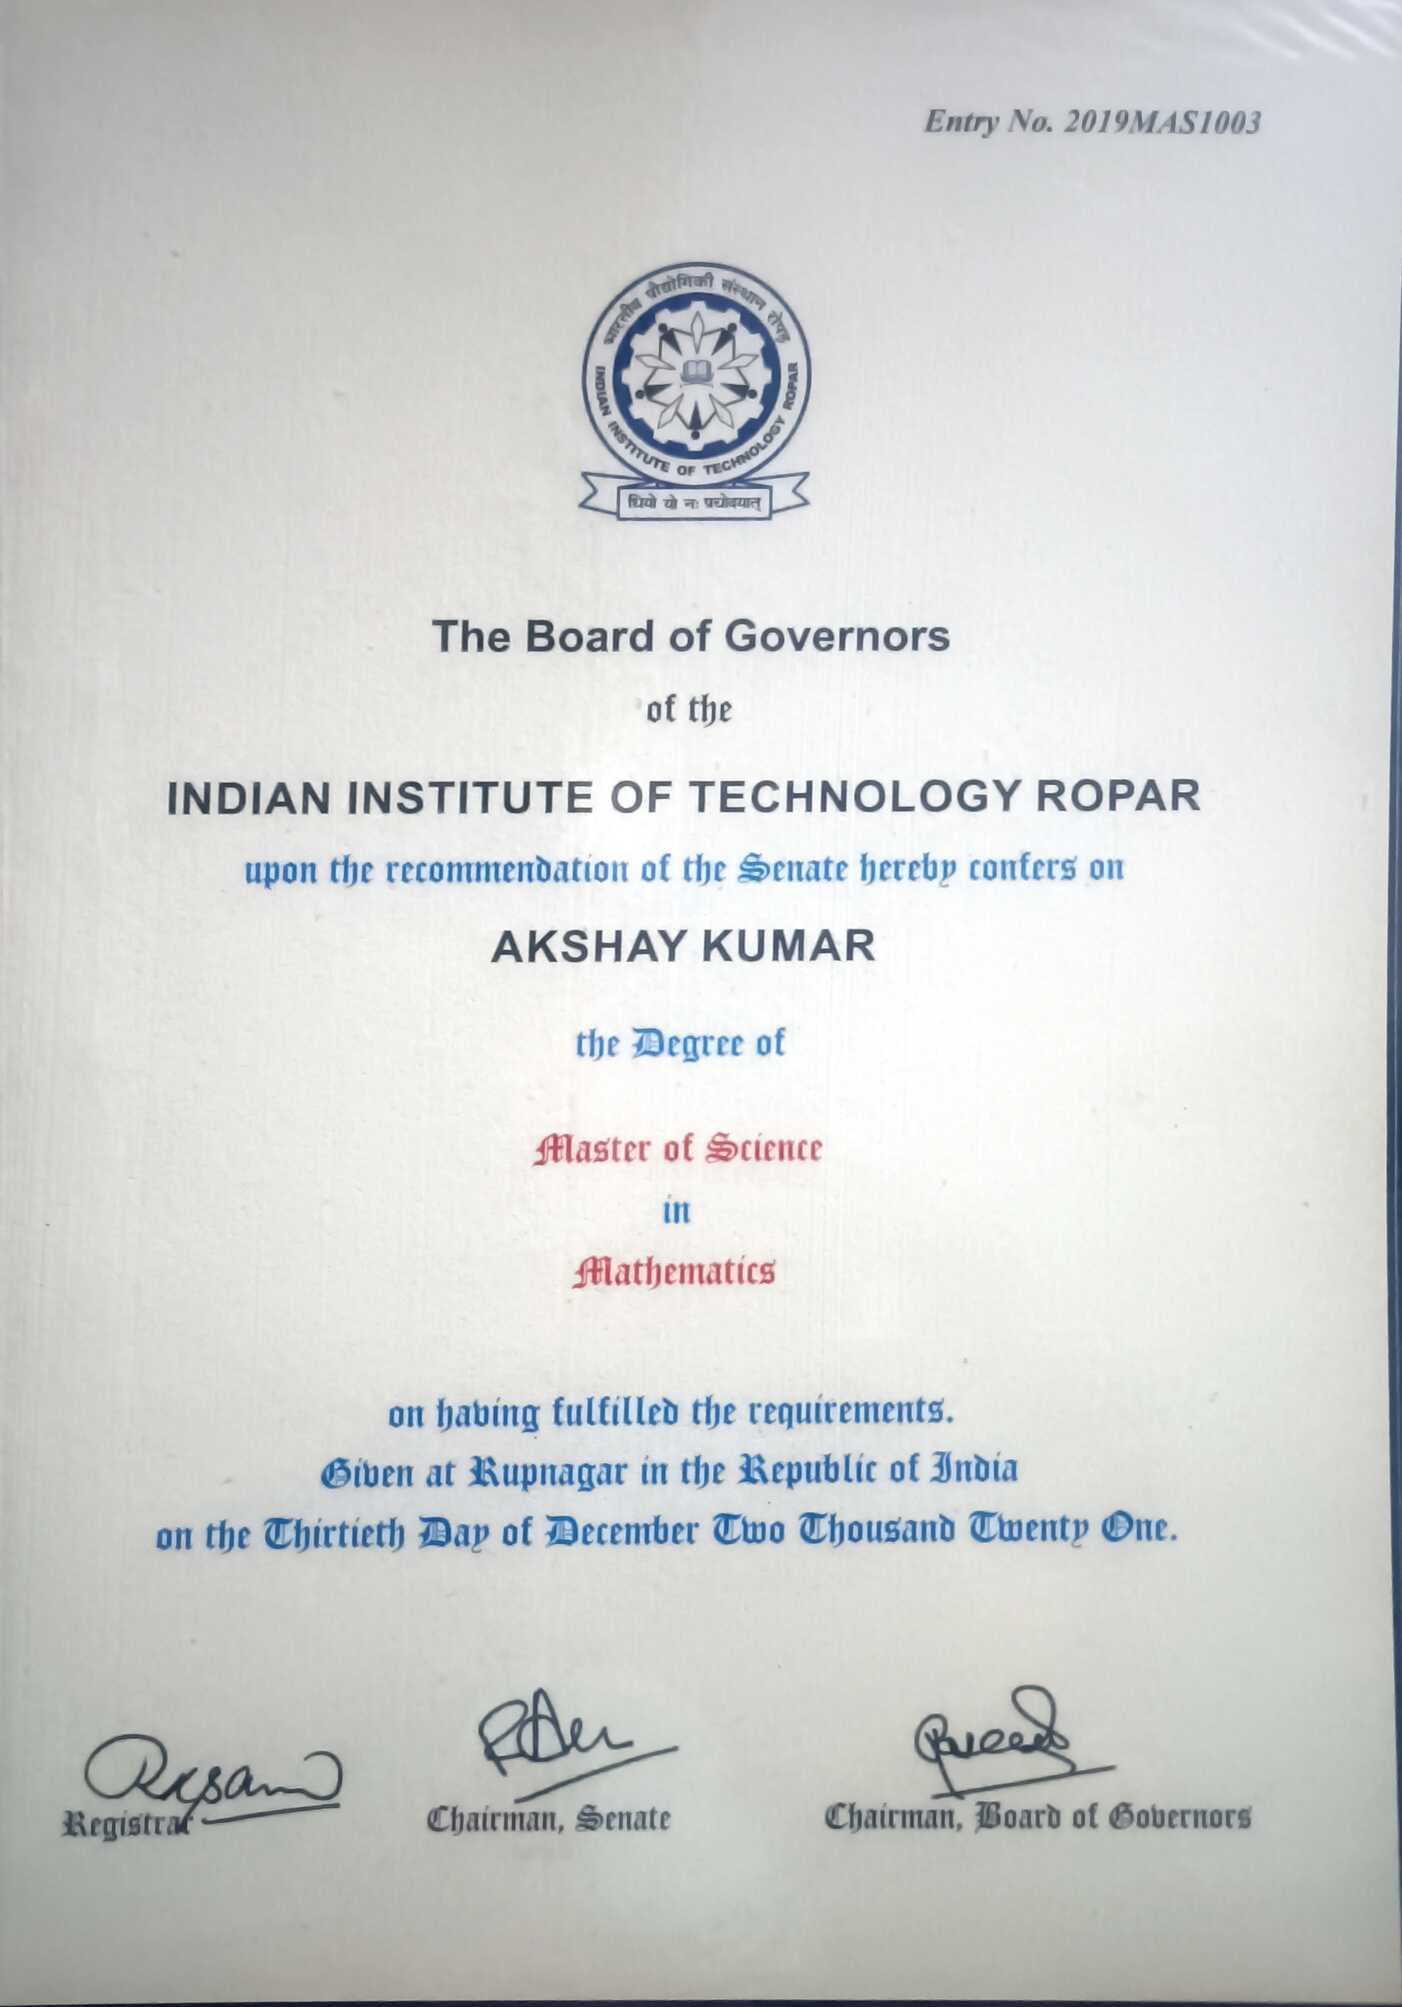 Entry No. 2019MAS1003
भारतीय प्रौद्योगिकी संस्थान रोपड़
INDIAN INSTITUTE OF TECHNOLOGY ROPAR
धियो यो नः प्रचोदयात्
The Board of Governors
of the
INDIAN INSTITUTE OF TECHNOLOGY ROPAR
upon the recommendation of the Senate hereby confers on
AKSHAY KUMAR
the Degree of
Master of Science
in
Mathematics
on having fulfilled the requirements.
Given at Rupnagar in the Republic of India
on the Thirtieth Day of December Two Thousand Twenty One.
Registrar Chairman, Senate Chairman, Board of Governors